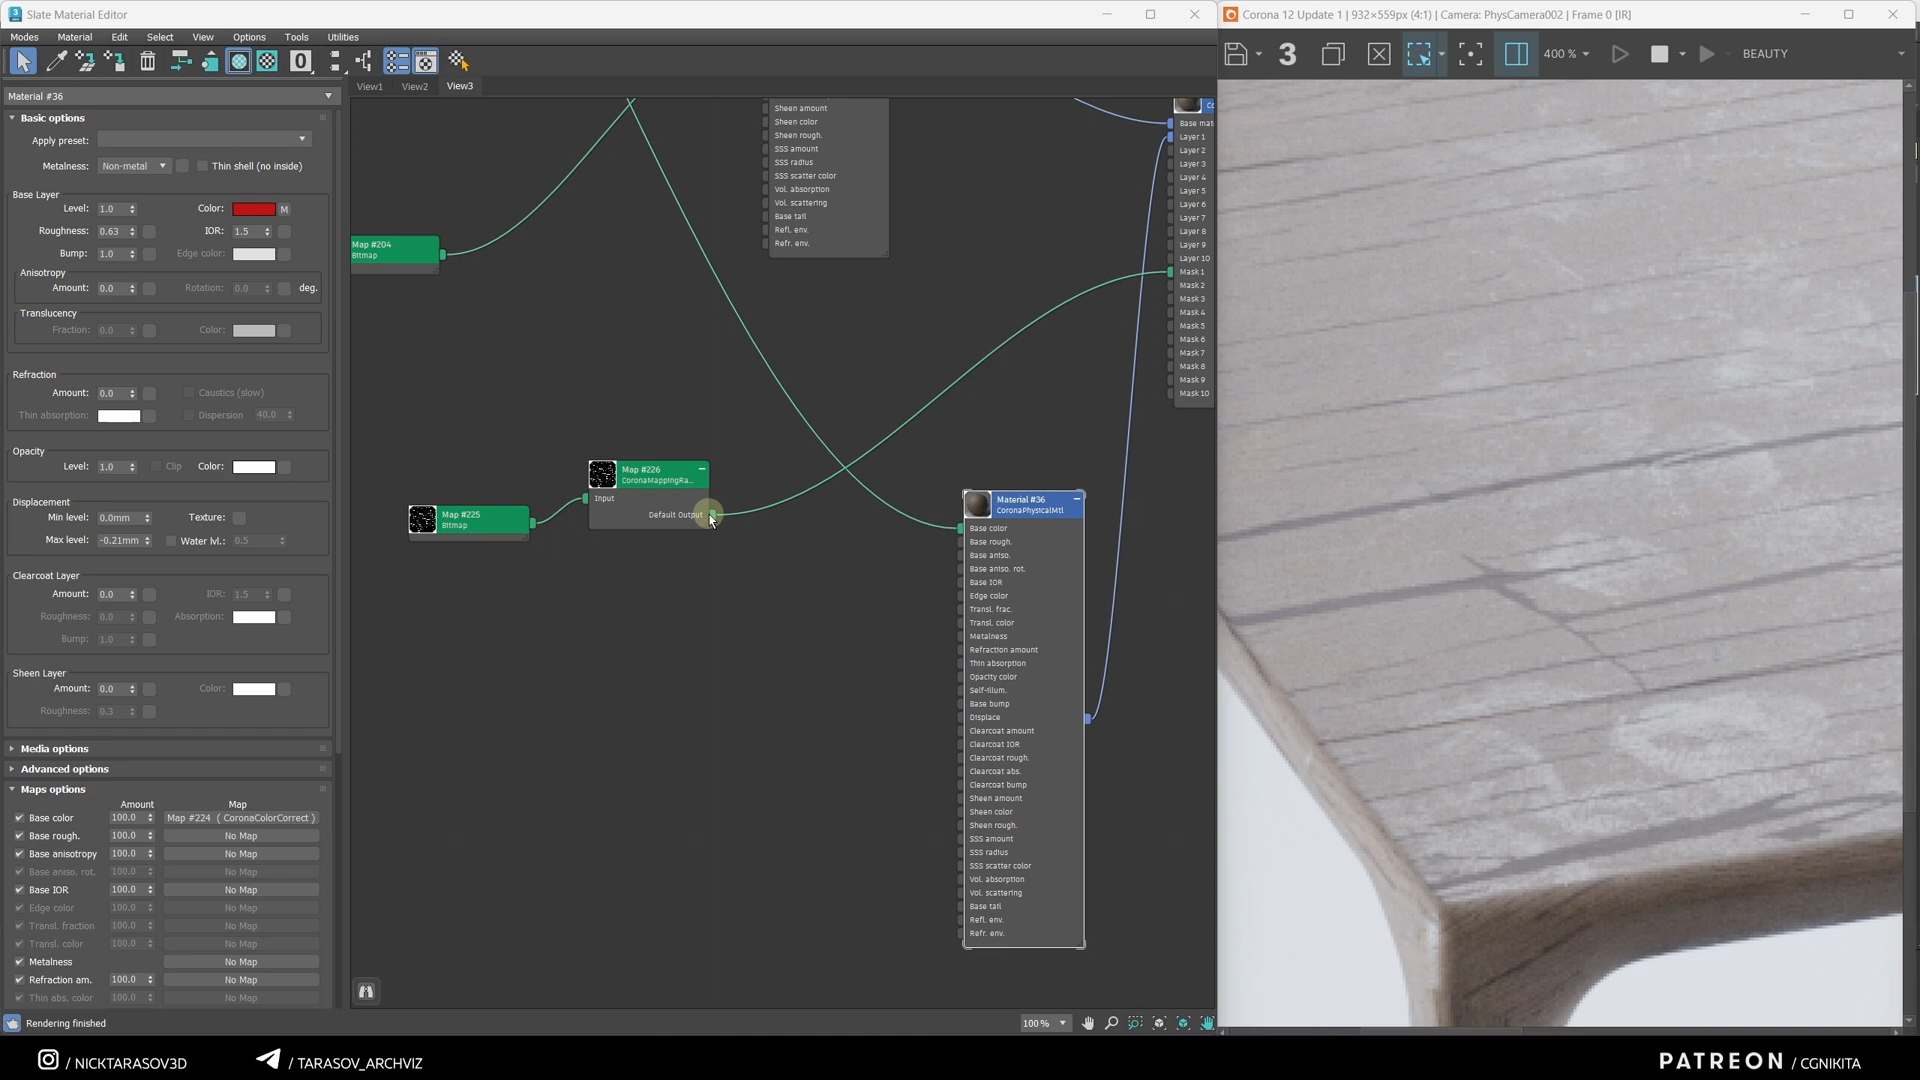 Slate Material Editor
Modes Material Edit Select View Options Tools Utilities
View1 View2 View3
Material #36
Basic options
Apply preset:
Metalness: Non-metal Thin shell (no inside)
Base Layer
Level: 1.0 Color: M
Roughness: 0.63 IOR: 1.5
Bump: 1.0 Edge color:
Anisotropy
Amount: 0.0 Rotation: 0.0 deg.
Translucency
Fraction: 0.0 Color:
Refraction
Amount: 0.0 Caustics (slow)
Thin absorption: Dispersion 40.0
Opacity
Level: 1.0 Clip Color:
Displacement
Min level: 0.0mm Texture:
Max level: -0.21mm Water lvl.: 0.5
Clearcoat Layer
Amount: 0.0 IOR: 1.5
Roughness: 0.0 Absorption:
Bump: 1.0
Sheen Layer
Amount: 0.0 Color:
Roughness: 0.3
Media options
Advanced options
Maps options
Amount Map
Base color 100.0 Map #224 ( CoronaColorCorrect )
Base rough. 100.0 No Map
Base anisotropy 100.0 No Map
Base aniso. rot. 100.0 No Map
Base IOR 100.0 No Map
Edge color 100.0 No Map
Transl. fraction 100.0 No Map
Transl. color 100.0 No Map
Metalness No Map
Refraction am. 100.0 No Map
Thin abs. color 100.0 No Map
Rendering finished
Map #204
Bitmap
Sheen amount
Sheen color
Sheen rough.
SSS amount
SSS radius
SSS scatter color
Vol. absorption
Vol. scattering
Base tail
Refl. env.
Refr. env.
Map #225
Bitmap
Map #226
CoronaMappingRa...
Input
Default Output
Material #36
CoronaPhysicalMtl
Base color
Base rough.
Base aniso.
Base aniso. rot.
Base IOR
Edge color
Transl. frac.
Transl. color
Metalness
Refraction amount
Thin absorption
Opacity color
Self-illum.
Base bump
Displace
Clearcoat amount
Clearcoat IOR
Clearcoat rough.
Clearcoat abs.
Clearcoat bump
Sheen amount
Sheen color
Sheen rough.
SSS amount
SSS radius
SSS scatter color
Vol. absorption
Vol. scattering
Base tail
Refl. env.
Refr. env.
Base mat
Layer 1
Layer 2
Layer 3
Layer 4
Layer 5
Layer 6
Layer 7
Layer 8
Layer 9
Layer 10
Mask 1
Mask 2
Mask 3
Mask 4
Mask 5
Mask 6
Mask 7
Mask 8
Mask 9
Mask 10
100%
Corona 12 Update 1 | 932×559px (4:1) | Camera: PhysCamera002 | Frame 0 [IR]
3 400 % BEAUTY
/ NICKTARASOV3D
/ TARASOV_ARCHVIZ
PATREON / CGNIKITA